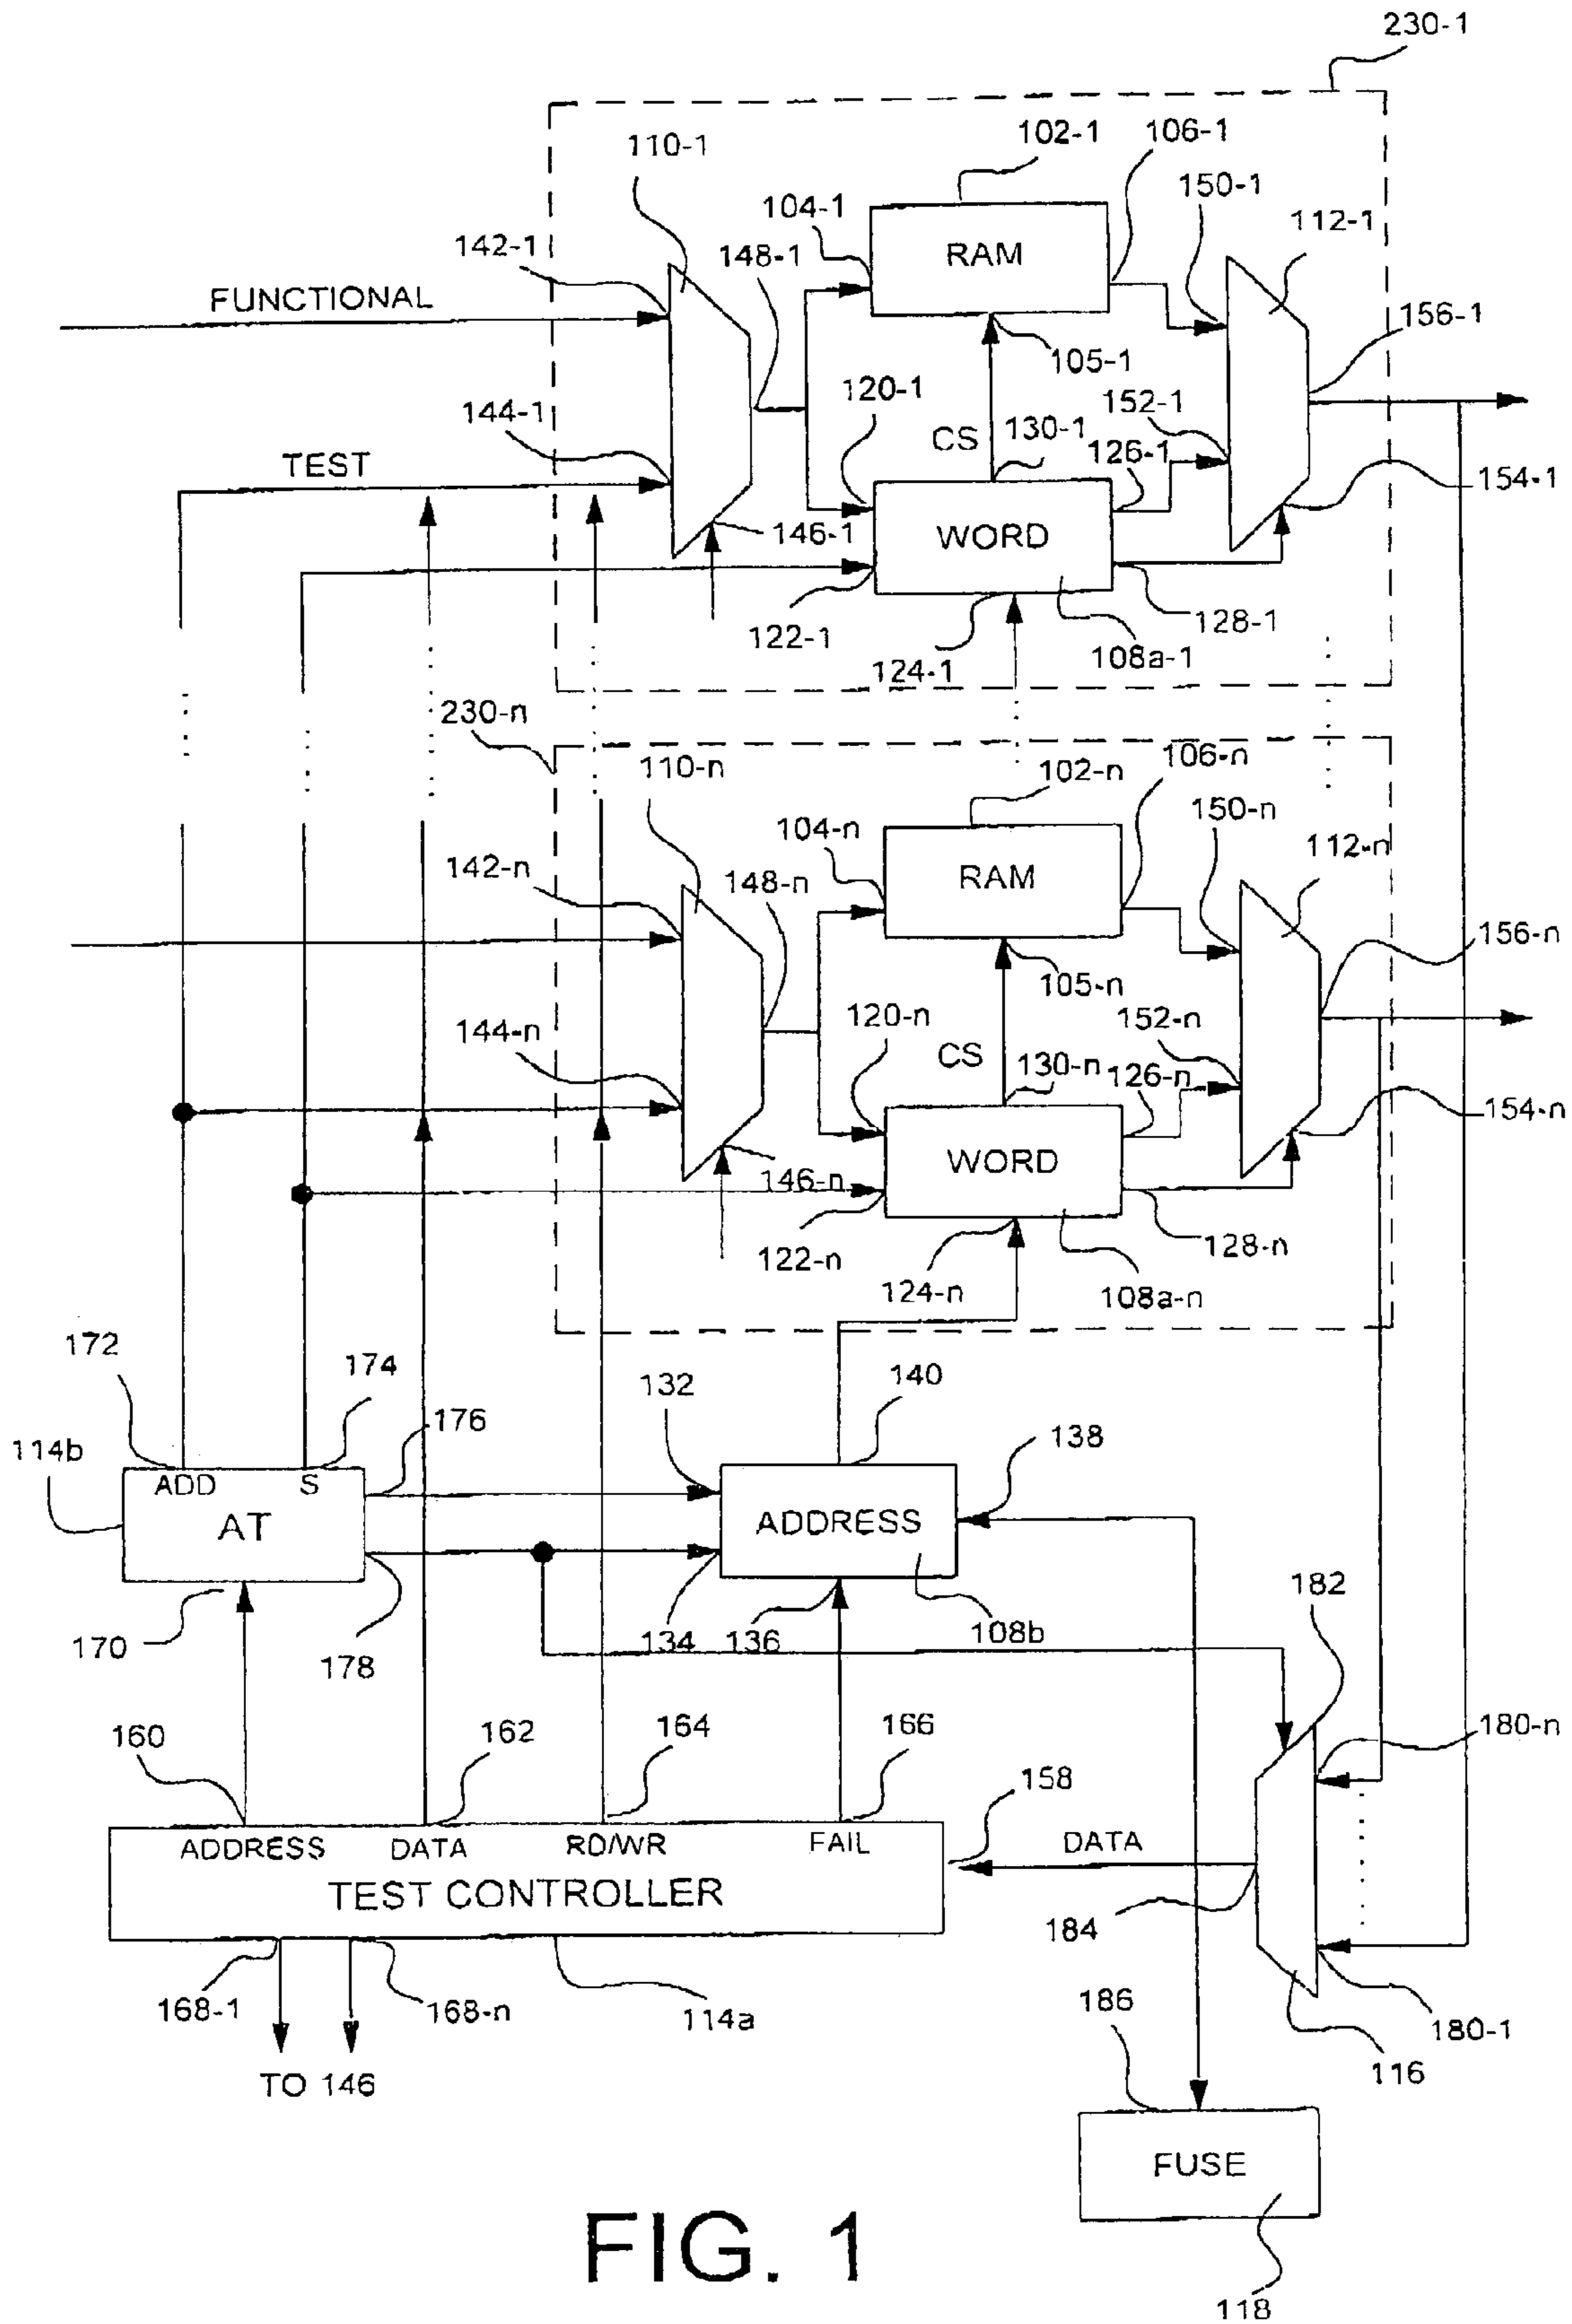 230-1
102-1
106-1
110-1
150-1
104-1
112-1
142-1
148-1
RAM
FUNCTIONAL
156-1
105-1
120-1
144-1
152-1
CS
130-1
126-1
TEST
154-1
146-1
WORD
122-1
128-1
124-1
108a-1
230-n
110-n
102-n
106-n
150-n
104-n
112-n
142-n
148-n
RAM
156-n
105-n
120-n
152-n
144-n
CS
130-n
126-n
154-n
WORD
146-n
122-n
128-n
124-n
108a-n
172
174
140
132
176
138
114b
ADD
S
AT
ADDRESS
182
170
178
134
136
108b
160
162
164
166
180-n
158
ADDRESS
DATA
RD/WR
FAIL
DATA
TEST CONTROLLER
184
168-1
168-n
114a
186
180-1
116
TO 146
FUSE
FIG. 1
118